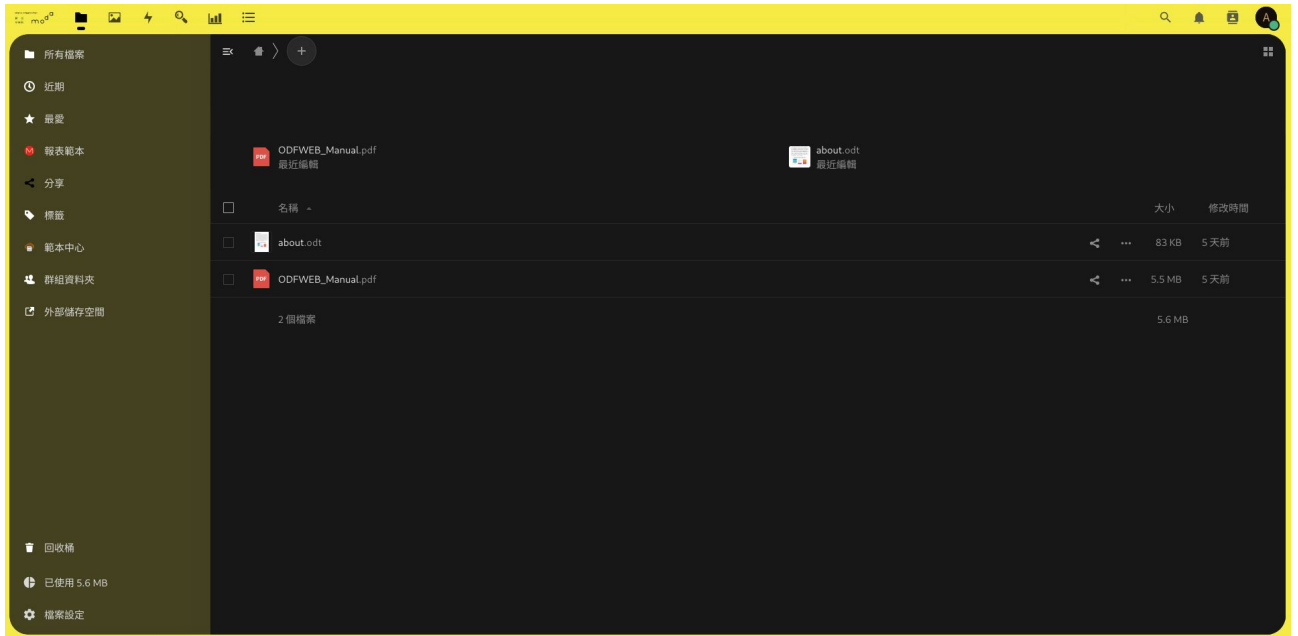 moda
A
所有檔案
近期
最愛
報表範本
分享
標籤
範本中心
群組資料夾
外部儲存空間
回收桶
已使用 5.6 MB
檔案設定
PDF
ODFWEB_Manual.pdf
最近編輯
about.odt
最近編輯
名稱
大小
修改時間
about.odt
83 KB
5 天前
PDF
ODFWEB_Manual.pdf
5.5 MB
5 天前
2 個檔案
5.6 MB